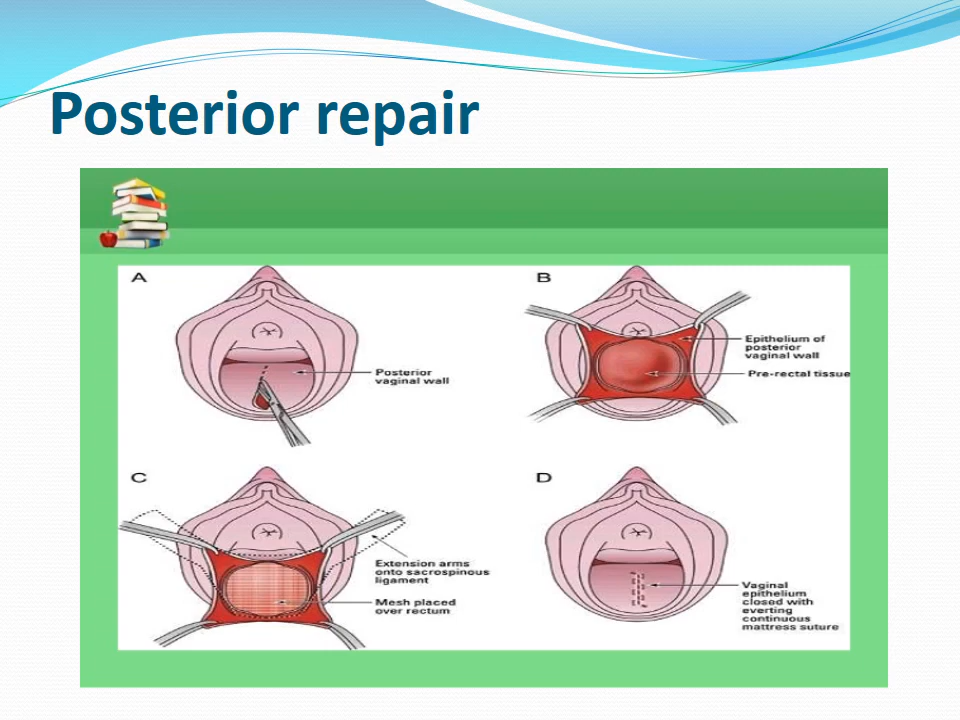 Posterior repair
A
B
Posterior
vaginal wall
Epithelium of
posterior
vaginal wall
Pre-rectal tissue
C
D
Extension arms
onto sacrospinous
ligament
Mesh placed
over rectum
Vaginal
epithelium
closed with
everting
continuous
mattress suture